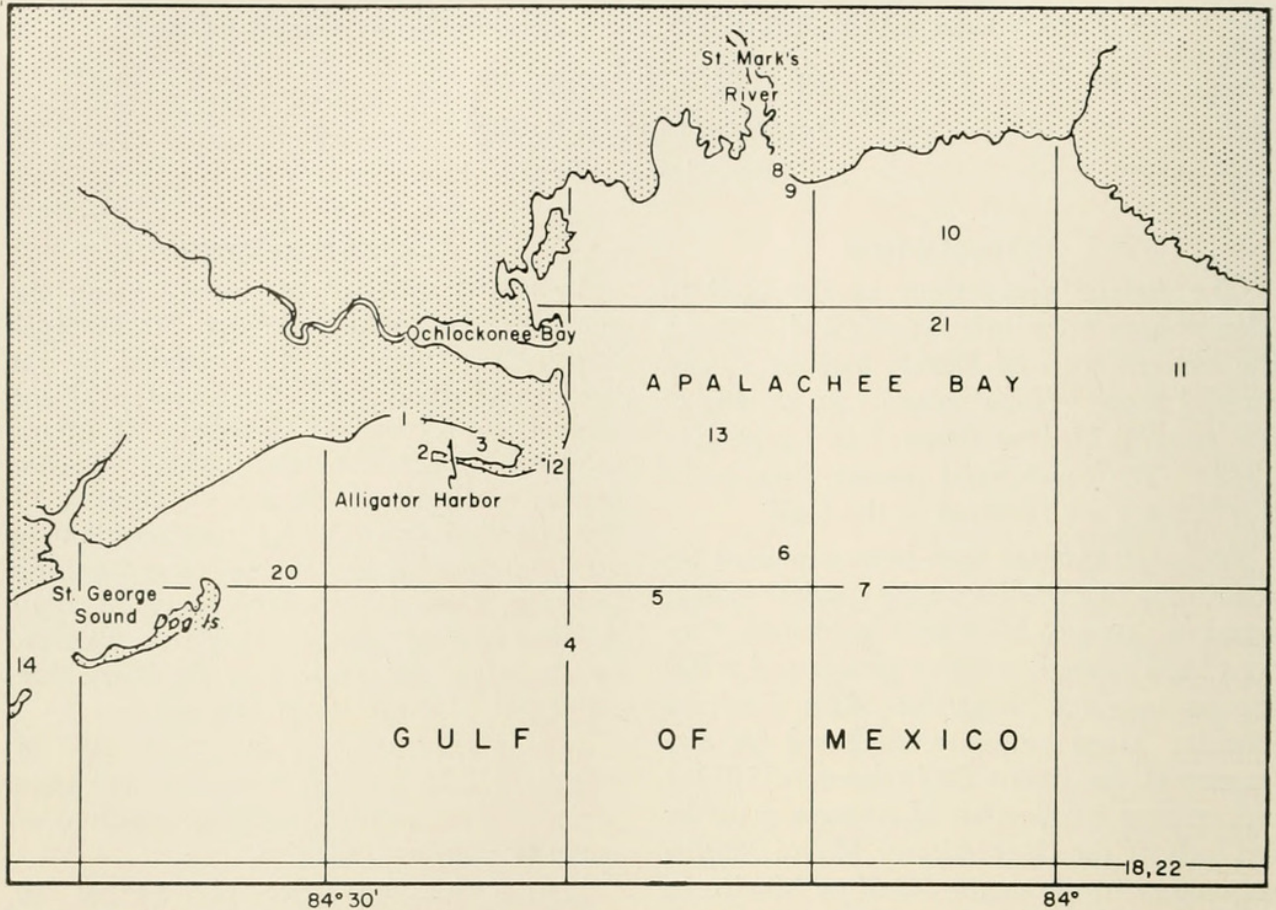 St. Mark's
River
8
9
10
21
Ochlockonee Bay
11
APALACHEE BAY
1
13
3
2
12
Alligator Harbor
6
20
7
St. George
Sound
Dog Is.
5
4
14
GULF OF MEXICO
18,22
84° 30'
84°